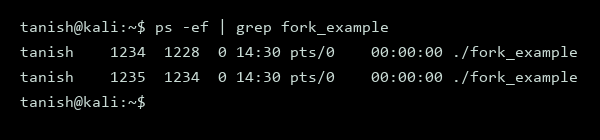 tanish@kali:~$ ps -ef | grep fork_example
tanish    1234  1228  0 14:30 pts/0    00:00:00 ./fork_example
tanish    1235  1234  0 14:30 pts/0    00:00:00 ./fork_example
tanish@kali:~$